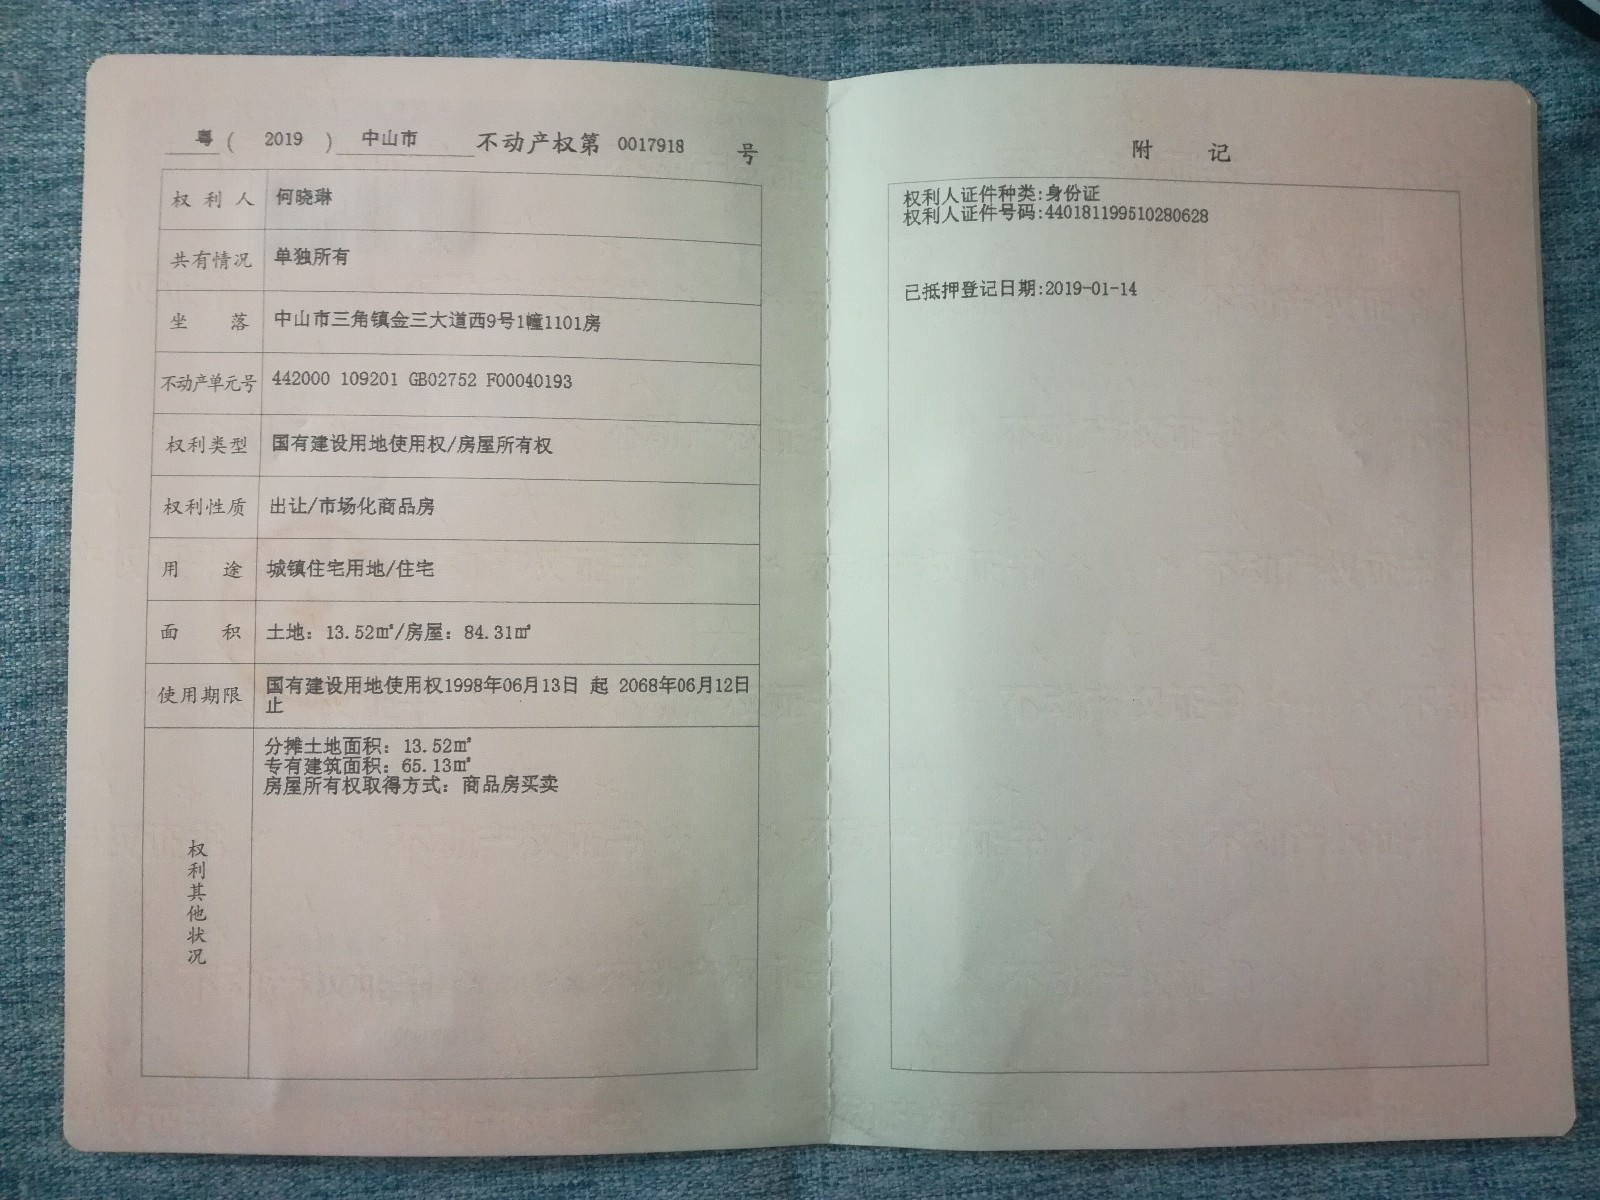 粤（ 2019 ） 中山市 不动产权第 0017918 号
权利人 何晓琳
共有情况 单独所有
坐落 中山市三角镇金三大道西9号1幢1101房
不动产单元号 442000 109201 GB02752 F00040193
权利类型 国有建设用地使用权/房屋所有权
权利性质 出让/市场化商品房
用途 城镇住宅用地/住宅
面积 土地：13.52㎡/房屋：84.31㎡
使用期限 国有建设用地使用权1998年06月13日 起 2068年06月12日
止
权利其他状况
分摊土地面积：13.52㎡
专有建筑面积：65.13㎡
房屋所有权取得方式：商品房买卖
附记
权利人证件种类:身份证
权利人证件号码:440181199510280628
已抵押登记日期:2019-01-14